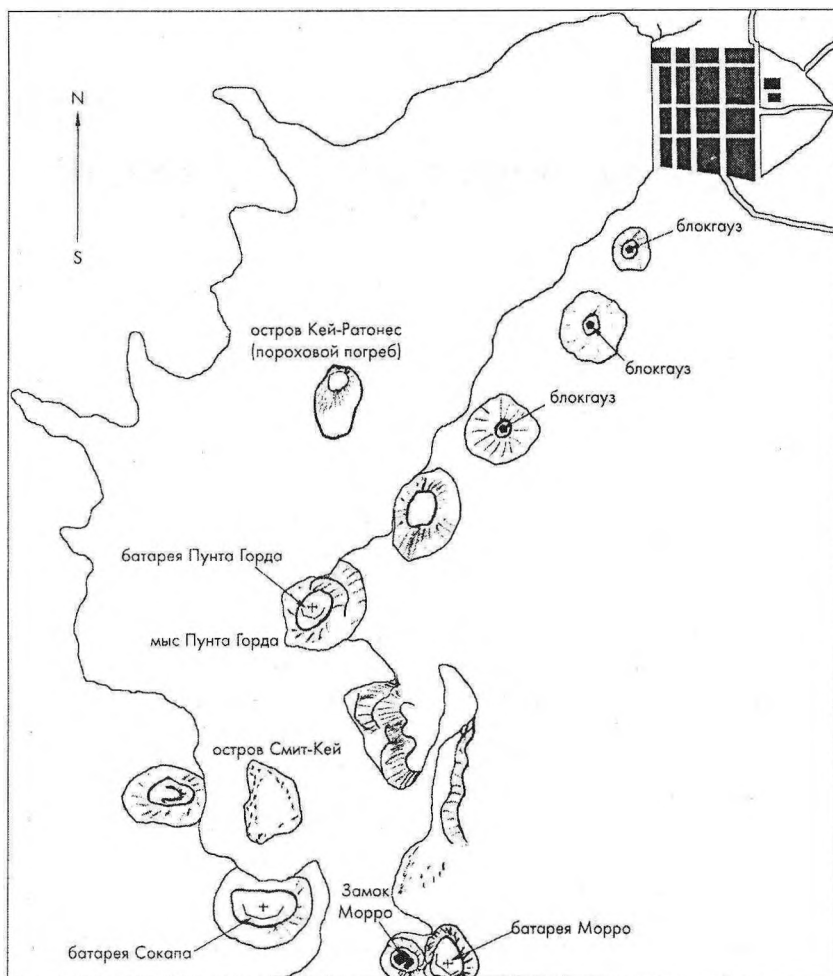 N
S
блокгауз
остров Кей-Ратонес
(пороховой погреб)
блокгауз
блокгауз
батарея Пунта Горда
мыс Пунта Горда
остров Смит-Кей
Замок
Морро
батарея Морро
батарея Сокапа